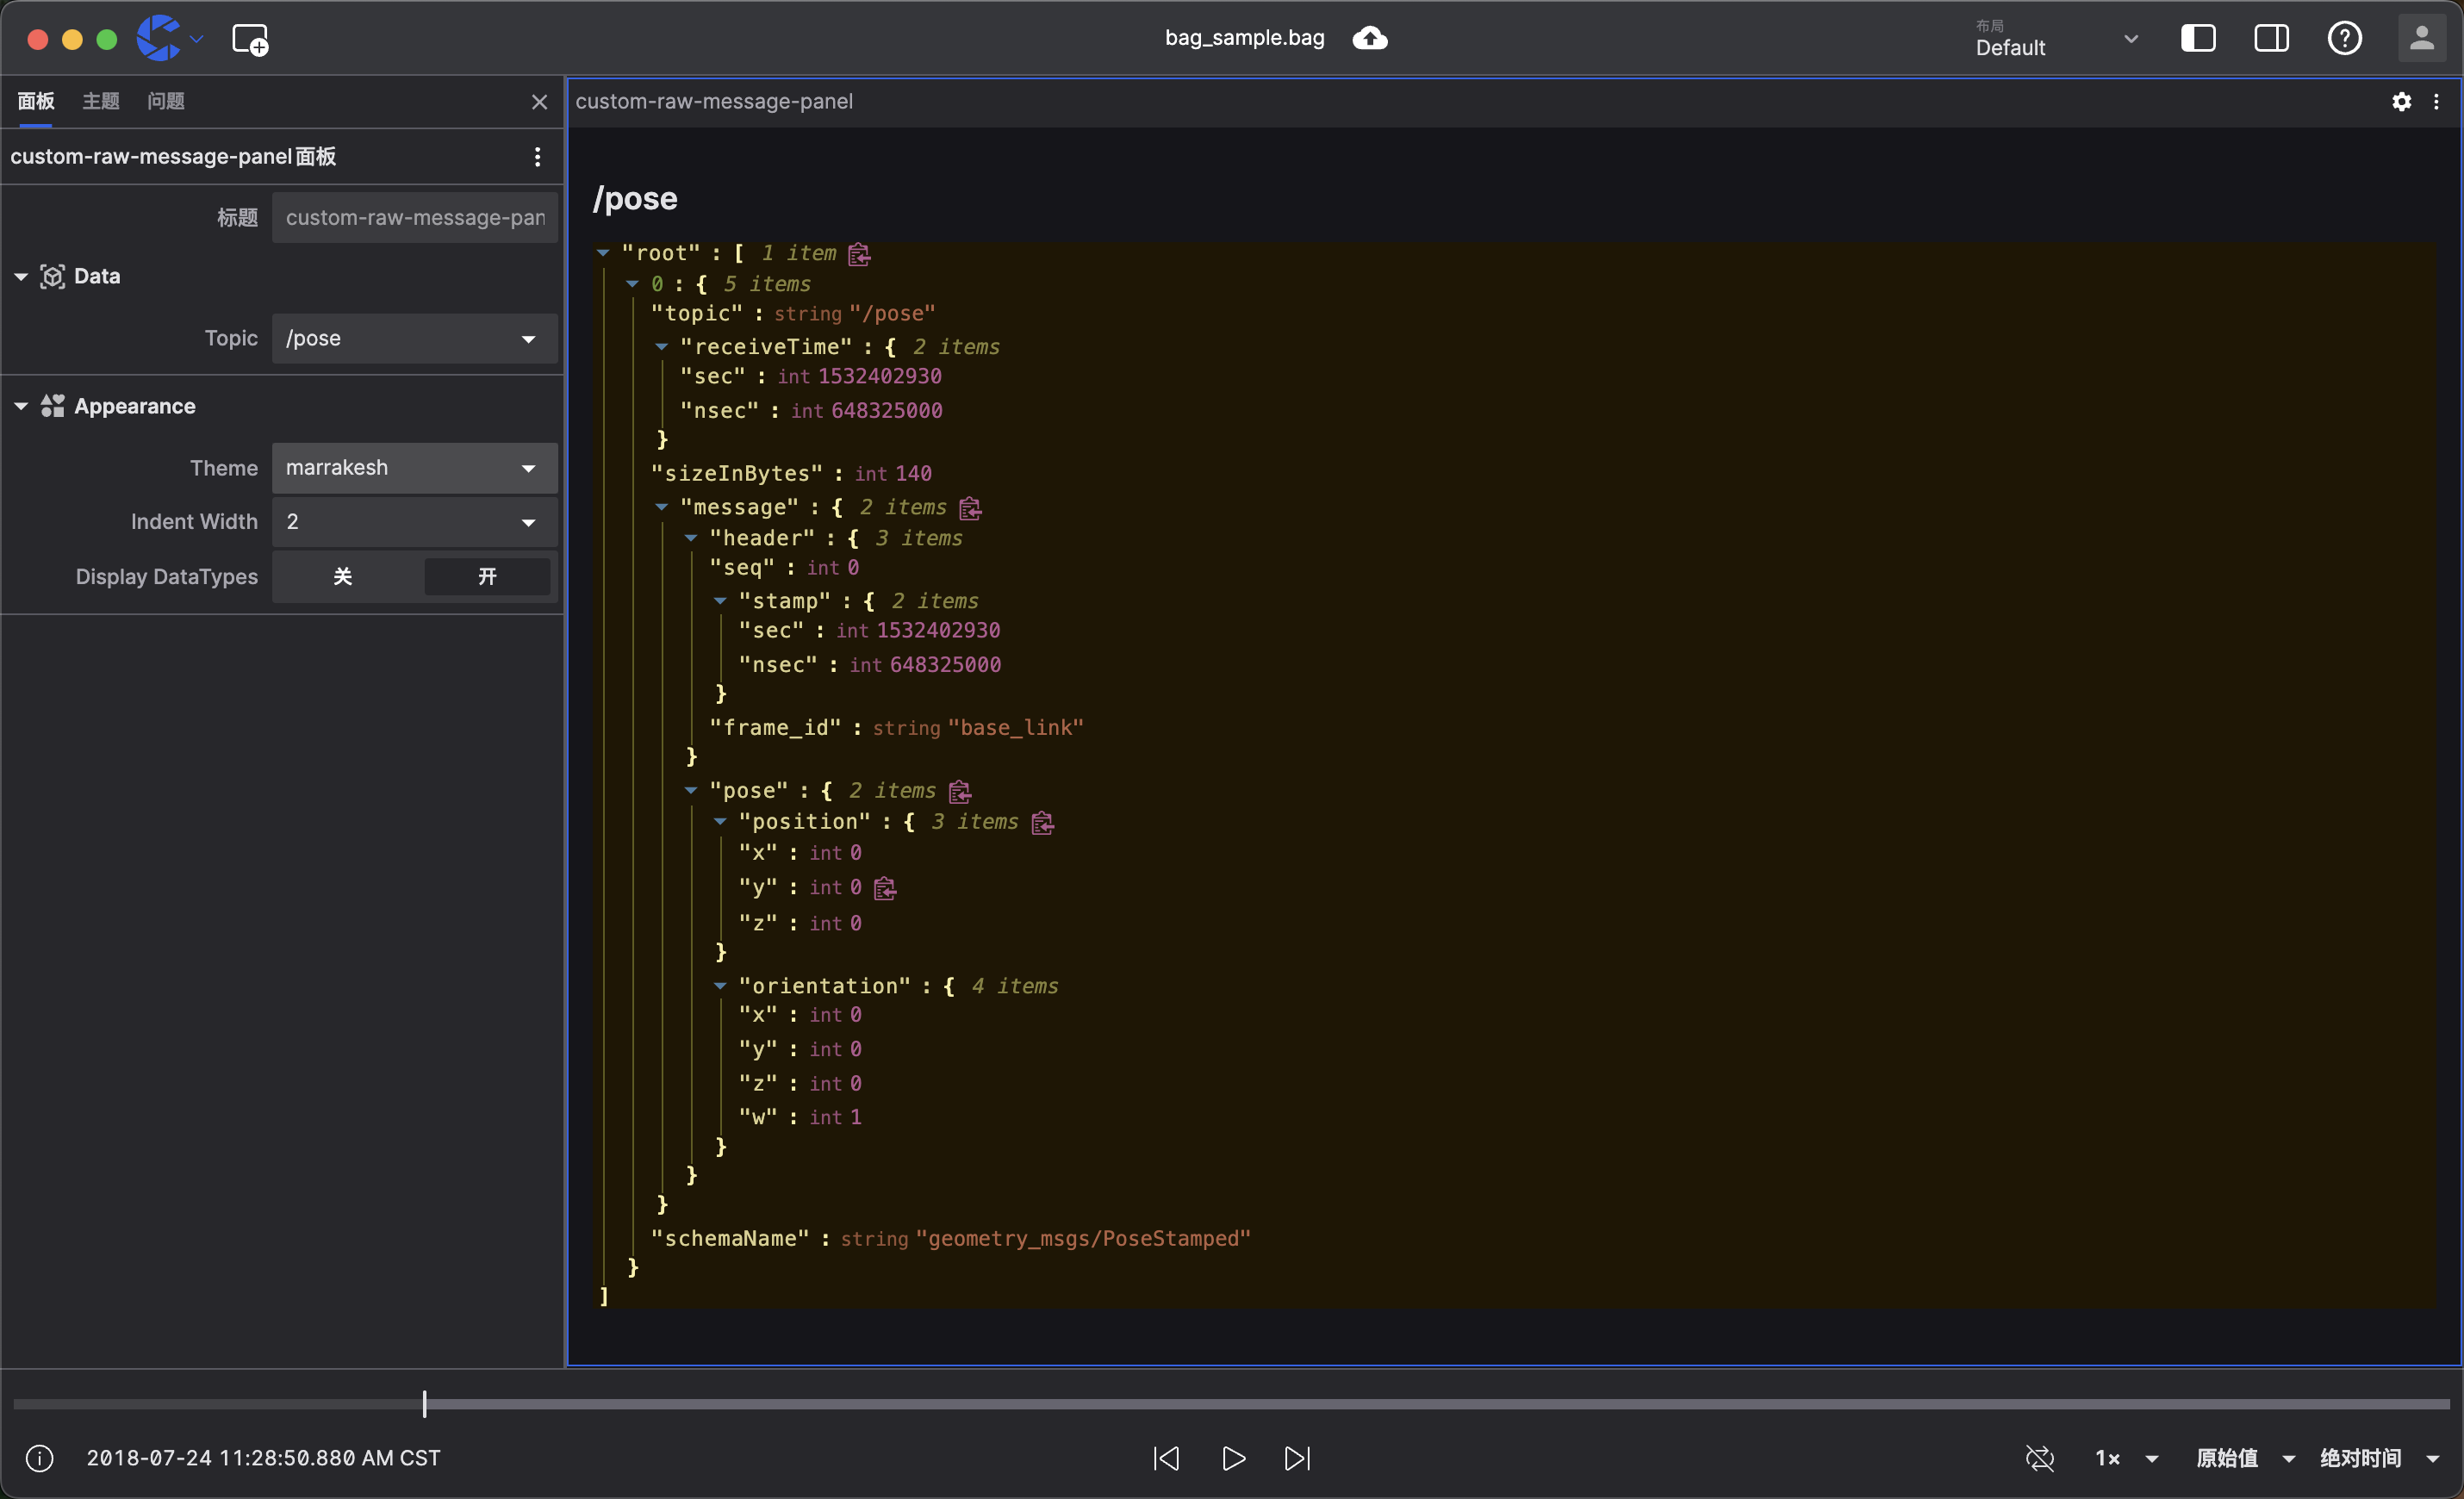 bag_sample.bag
布局
Default
面板 主题 问题
custom-raw-message-panel面板
标题 custom-raw-message-pan
Data
Topic /pose
Appearance
Theme marrakesh
Indent Width 2
Display DataTypes 关 开
custom-raw-message-panel
/pose
"root" : [ 1 item
0 : { 5 items
"topic" : string "/pose"
"receiveTime" : { 2 items
"sec" : int 1532402930
"nsec" : int 648325000
}
"sizeInBytes" : int 140
"message" : { 2 items
"header" : { 3 items
"seq" : int 0
"stamp" : { 2 items
"sec" : int 1532402930
"nsec" : int 648325000
}
"frame_id" : string "base_link"
}
"pose" : { 2 items
"position" : { 3 items
"x" : int 0
"y" : int 0
"z" : int 0
}
"orientation" : { 4 items
"x" : int 0
"y" : int 0
"z" : int 0
"w" : int 1
}
}
}
"schemaName" : string "geometry_msgs/PoseStamped"
}
]
2018-07-24 11:28:50.880 AM CST
1× 原始值 绝对时间